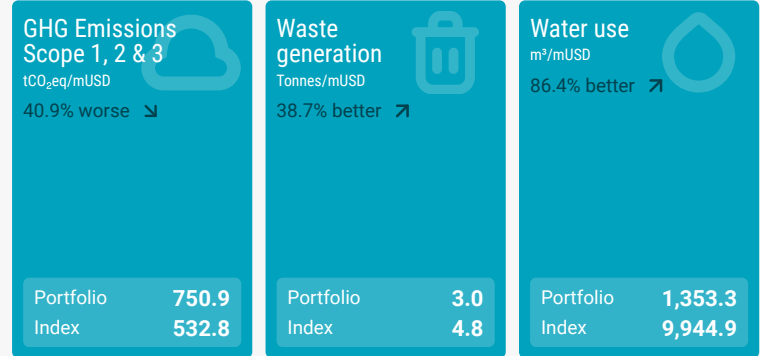 GHG Emissions
Scope 1, 2 & 3
tCO₂eq/mUSD
40.9% worse
Portfolio 750.9
Index 532.8
Waste
generation
Tonnes/mUSD
38.7% better
Portfolio 3.0
Index 4.8
Water use
m³/mUSD
86.4% better
Portfolio 1,353.3
Index 9,944.9